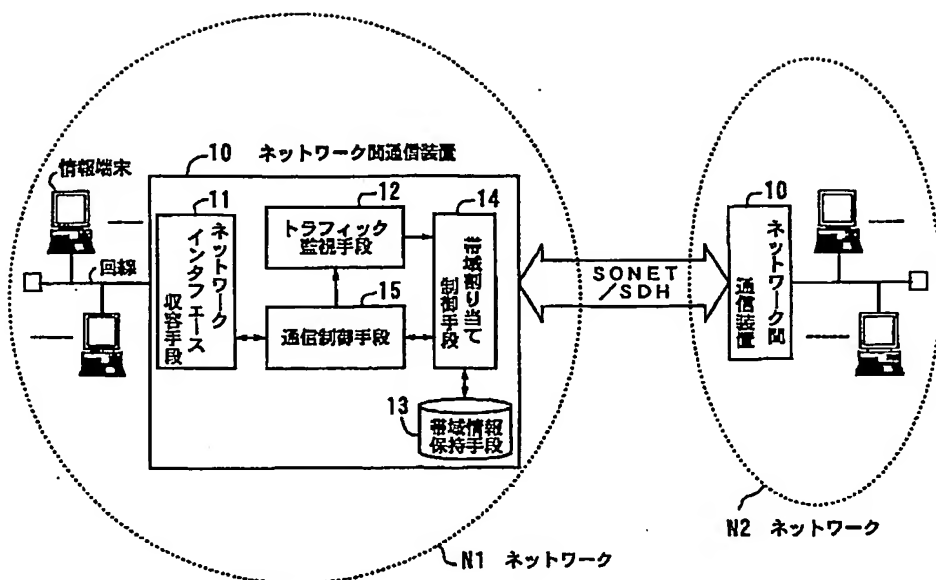 10 ネットワーク間通信装置
情報端末
回線
11
ネットワーク
インタフェース
収容手段
12
トラフィック
監視手段
15
通信制御手段
14
帯域割り当て
制御手段
13
帯域情報
保持手段
SONET
/SDH
10
ネットワーク間
通信装置
N1 ネットワーク
N2 ネットワーク